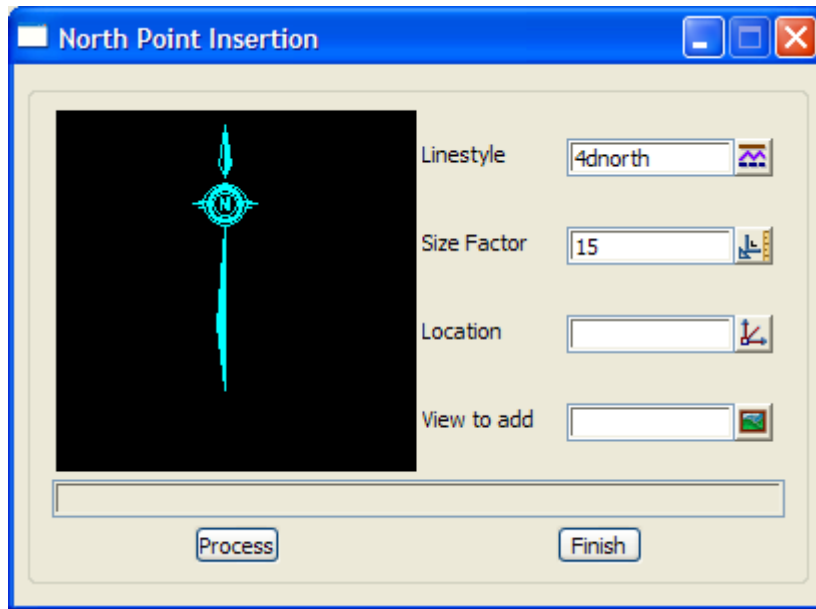 North Point Insertion
N
Linestyle 4dnorth
Size Factor 15
Location
View to add
Process Finish